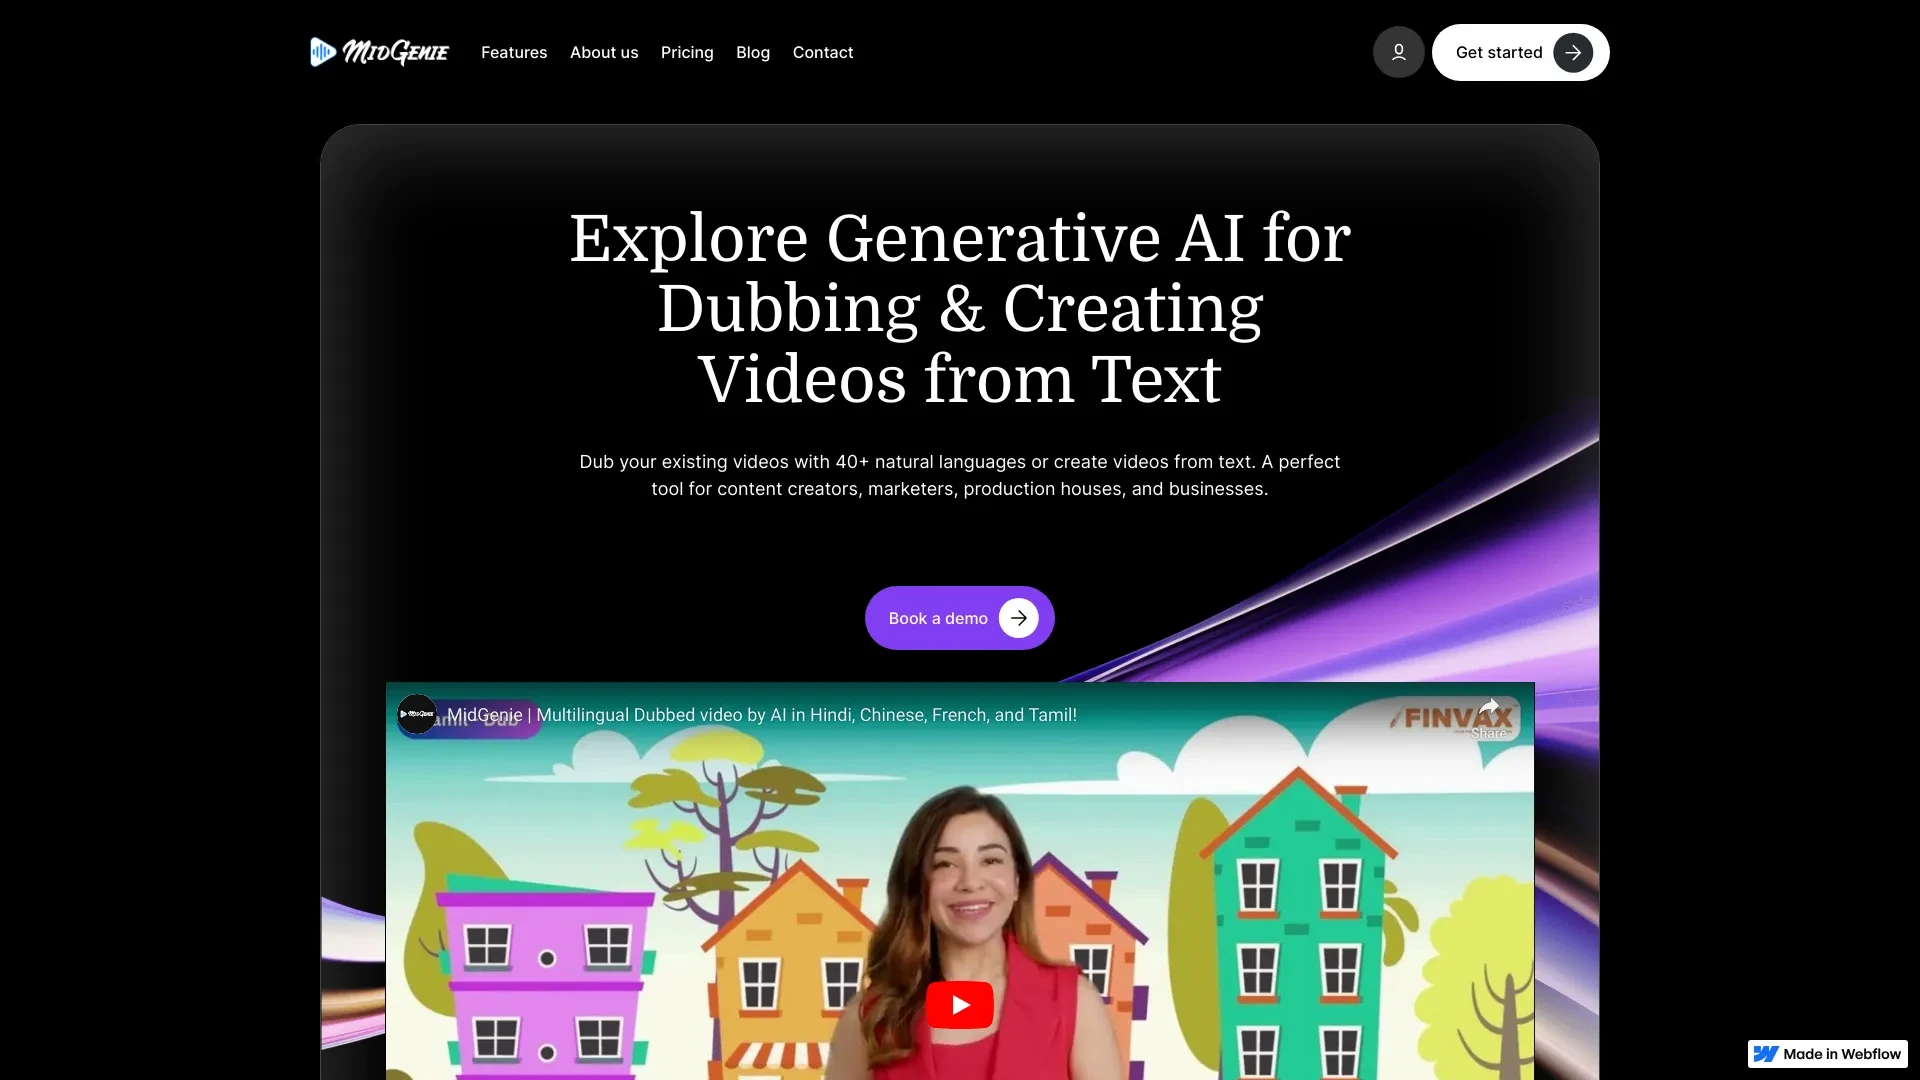 MIDGENIE
Features
About us
Pricing
Blog
Contact
Get started
Explore Generative AI for
Dubbing & Creating
Videos from Text
Dub your existing videos with 40+ natural languages or create videos from text. A perfect
tool for content creators, marketers, production houses, and businesses.
Book a demo
MidGenie | Multilingual Dubbed video by AI in Hindi, Chinese, French, and Tamil!
FINVAX
Share
Made in Webflow